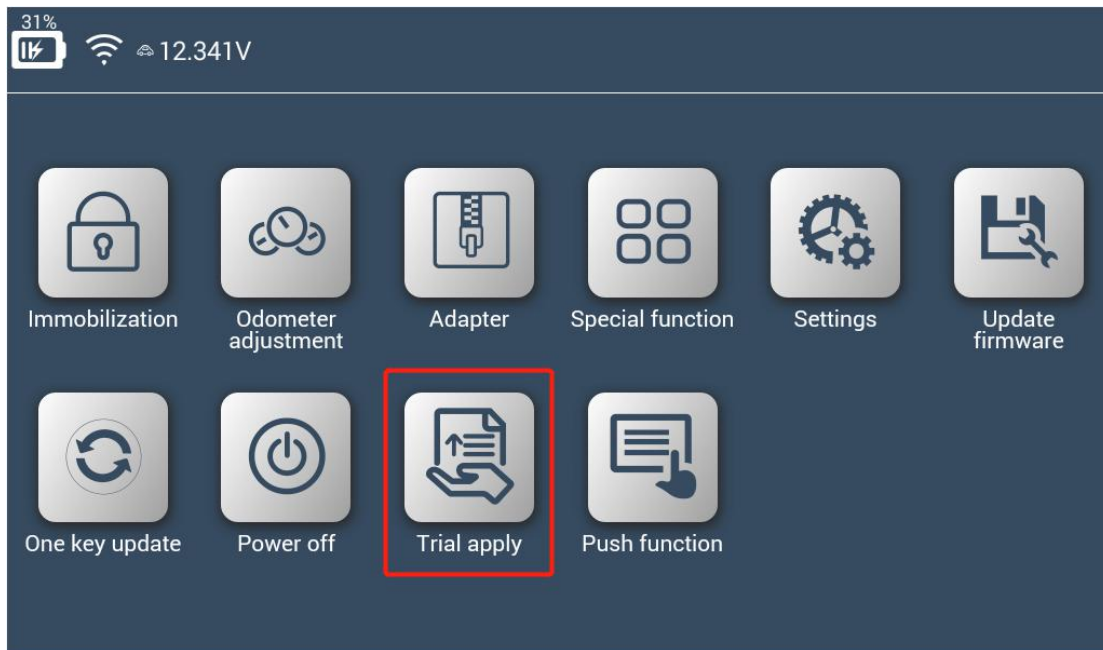 31%
12.341V
Immobilization
Odometer
adjustment
Adapter
Special function
Settings
Update
firmware
One key update
Power off
Trial apply
Push function